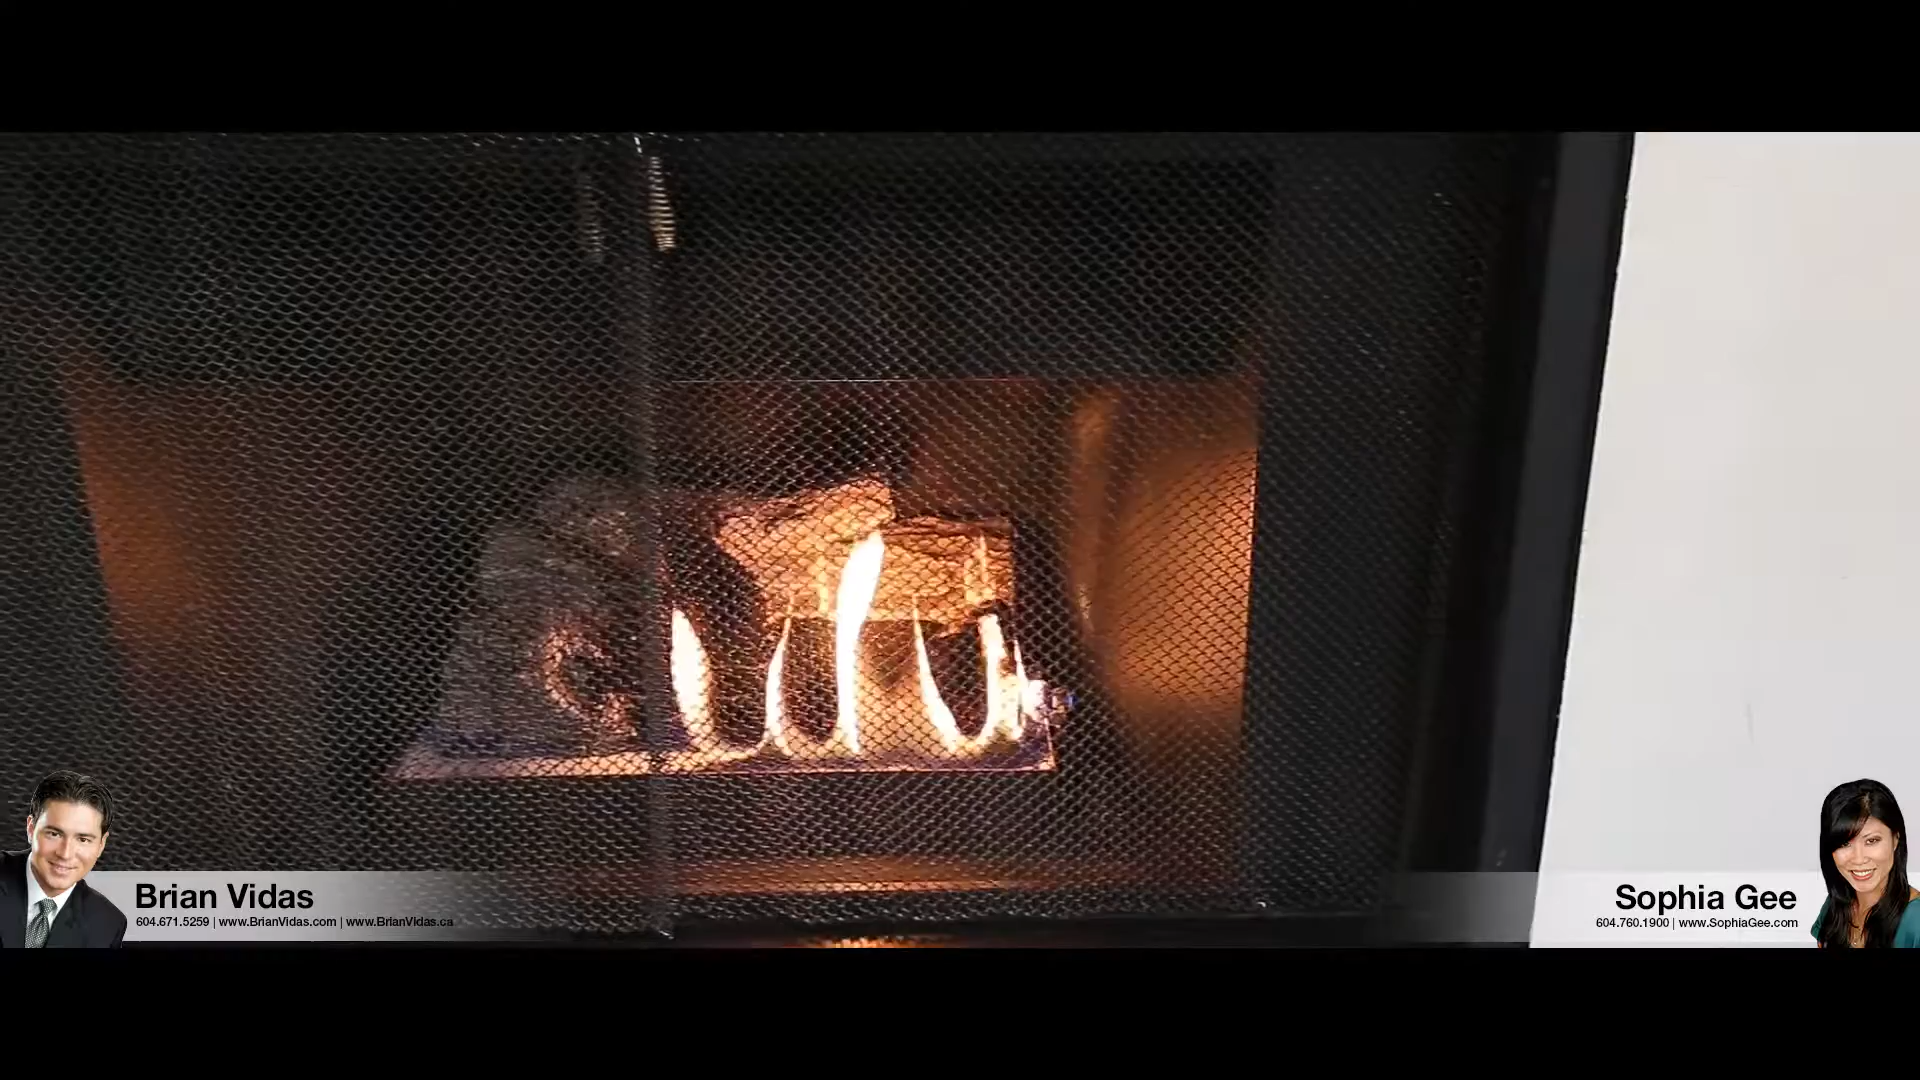 Brian Vidas
604.671.5259 | www.BrianVidas.com | www.BrianVidas.ca
Sophia Gee
604.760.1900 | www.SophiaGee.com